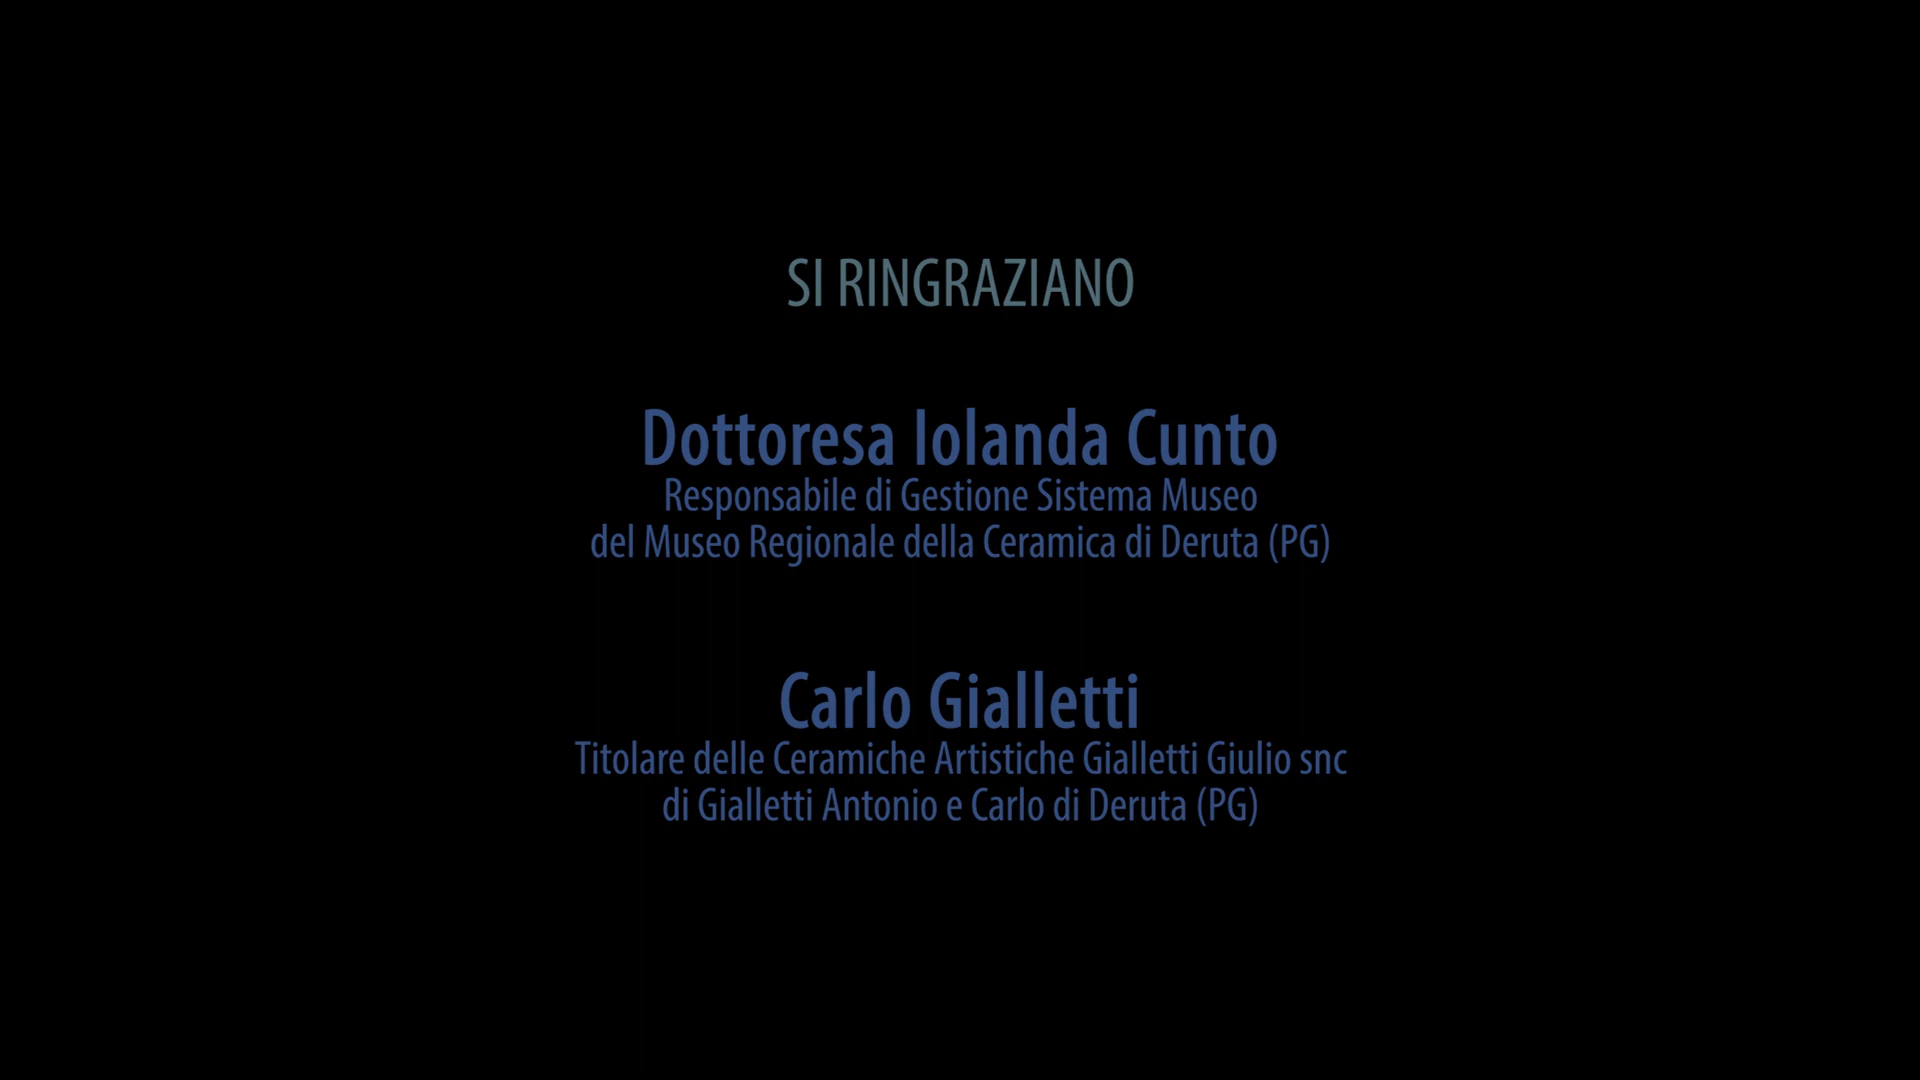 SI RINGRAZIANO
Dottoresa Iolanda Cunto
Responsabile di Gestione Sistema Museo
del Museo Regionale della Ceramica di Deruta (PG)
Carlo Gialletti
Titolare delle Ceramiche Artistiche Gialletti Giulio snc
di Gialletti Antonio e Carlo di Deruta (PG)